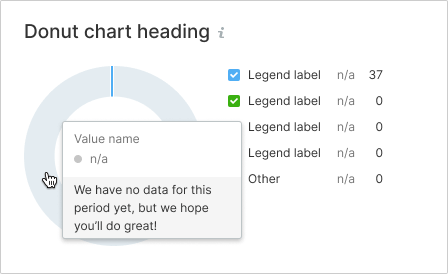 Donut chart heading i
Legend label n/a 37
Legend label n/a 0
Legend label n/a 0
Legend label n/a 0
Other n/a 0
Value name
n/a
We have no data for this
period yet, but we hope
you'll do great!